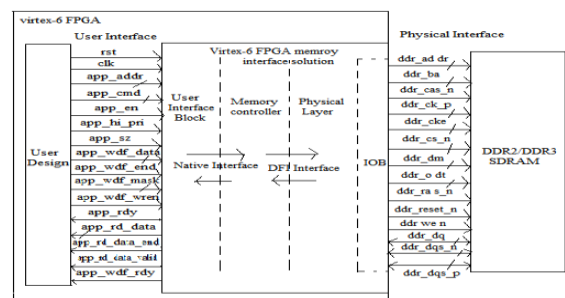 virtex-6 FPGA
User Interface
Physical Interface
rst
clk
app_addr
app_cmd
app_en
app_hi_pri
app_sz
app_wdf_data
app_wdf_end
app_wdf_mask
app_wdf_wren
app_rdy
app_rd_data
app_rd_data_end
app_rd_data_valid
app_wdf_rdy
User
Design
Virtex-6 FPGA memroy
interface solution
User
Interface
Block
Memory
controller
Physical
Layer
Native Interface
DFI Interface
IOB
ddr_ad dr
ddr_ba
ddr_cas_n
ddr_ck_p
ddr_cke
ddr_cs_n
ddr_dm
ddr_o dt
ddr_ra s_n
ddr_reset_n
ddr we n
ddr_dq
ddr_dqs_n
ddr_dqs_p
DDR2/DDR3
SDRAM